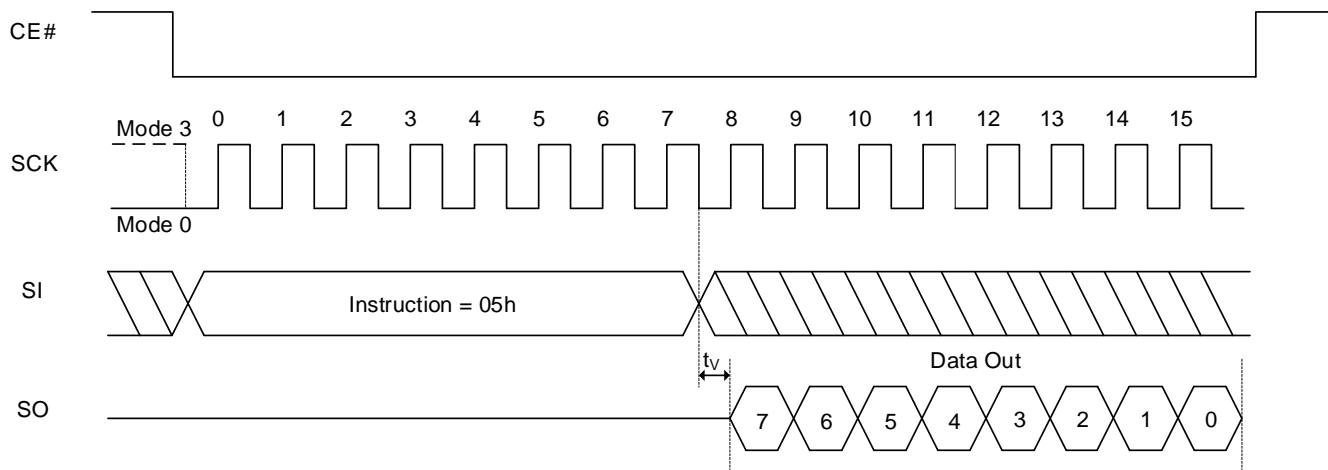 CE#
0 1 2 3 4 5 6 7 8 9 10 11 12 13 14 15
Mode 3
SCK
Mode 0
SI
Instruction = 05h
tV
Data Out
SO
7 6 5 4 3 2 1 0